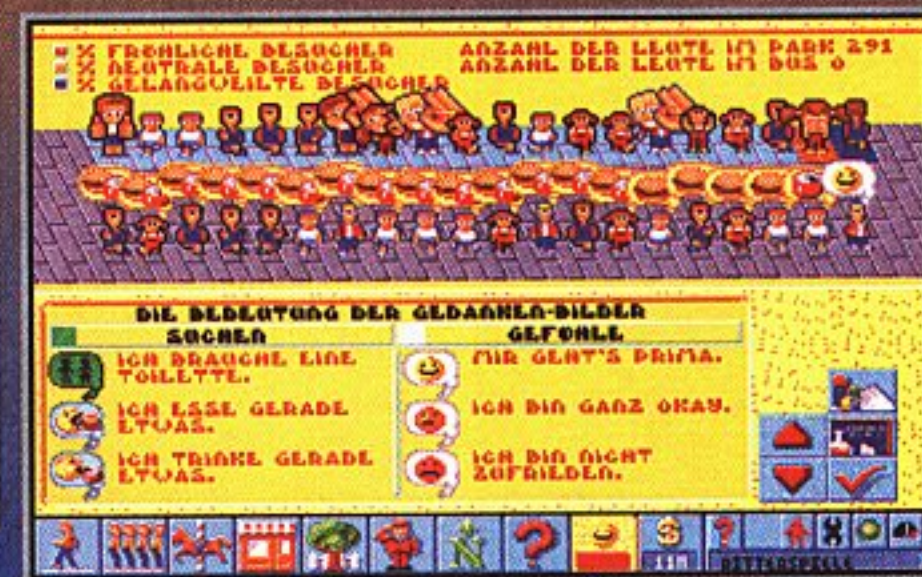 % FRÖHLICHE BESUCHER
% NEUTRALE BESUCHER
% GELANGWEILTE BESUCHER
ANZAHL DER LEUTE IM PARK 291
ANZAHL DER LEUTE IM BUS 0
DIE BEDEUTUNG DER GEDANKEN-BILDER
SUCHEN
ICH BRAUCHE EINE
TOILETTE.
ICH ESSE GERADE
ETWAS.
ICH TRINKE GERADE
ETWAS.
GEFÜHLE
MIR GEHT'S PRIMA.
ICH BIN GANZ OKAY.
ICH BIN NICHT
ZUFRIEDEN.